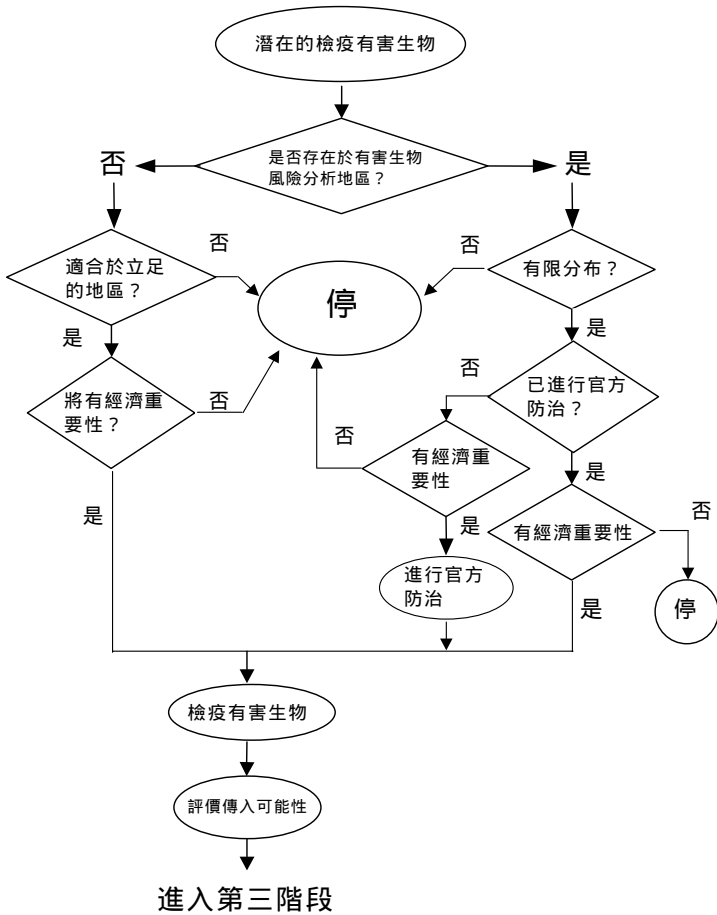 潛在的檢疫有害生物
是否存在於有害生物
風險分析地區？
否
是
適合於立足
的地區？
否
停
否
有限分布？
是
是
將有經濟重
要性？
否
否
已進行官方
防治？
否
有經濟重
要性
是
是
是
有經濟重要性
否
進行官方
防治
是
停
檢疫有害生物
評價傳入可能性
進入第三階段